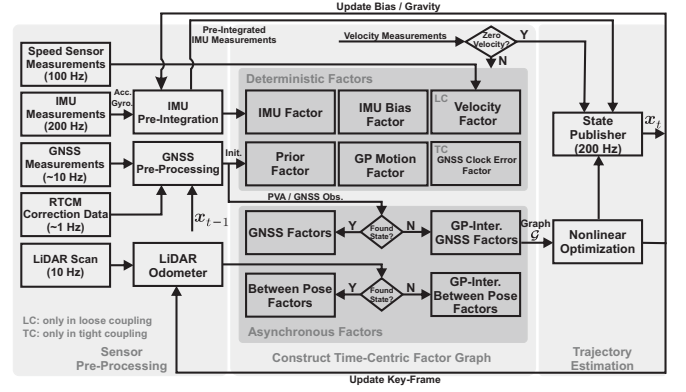 Update Bias / Gravity
Speed Sensor
Measurements
(100 Hz)
Pre-Integrated
IMU Measurements
Velocity Measurements
Zero
Velocity?
Y
N
IMU
Measurements
(200 Hz)
Acc.
Gyro.
IMU
Pre-Integration
Deterministic Factors
IMU Factor
IMU Bias
Factor
LC
Velocity
Factor
State
Publisher
(200 Hz)
x_t
GNSS
Measurements
(~10 Hz)
GNSS
Pre-Processing
Init.
Prior
Factor
GP Motion
Factor
TC
GNSS Clock Error
Factor
RTCM
Correction Data
(~1 Hz)
x_{t−1}
PVA / GNSS Obs.
GNSS Factors
Y
Found
State?
N
GP-Inter.
GNSS Factors
Graph
𝒢
Nonlinear
Optimization
LiDAR Scan
(10 Hz)
LiDAR
Odometer
Between Pose
Factors
Y
Found
State?
N
GP-Inter.
Between Pose
Factors
Asynchronous Factors
LC: only in loose coupling
TC: only in tight coupling
Sensor
Pre-Processing
Construct Time-Centric Factor Graph
Trajectory
Estimation
Update Key-Frame